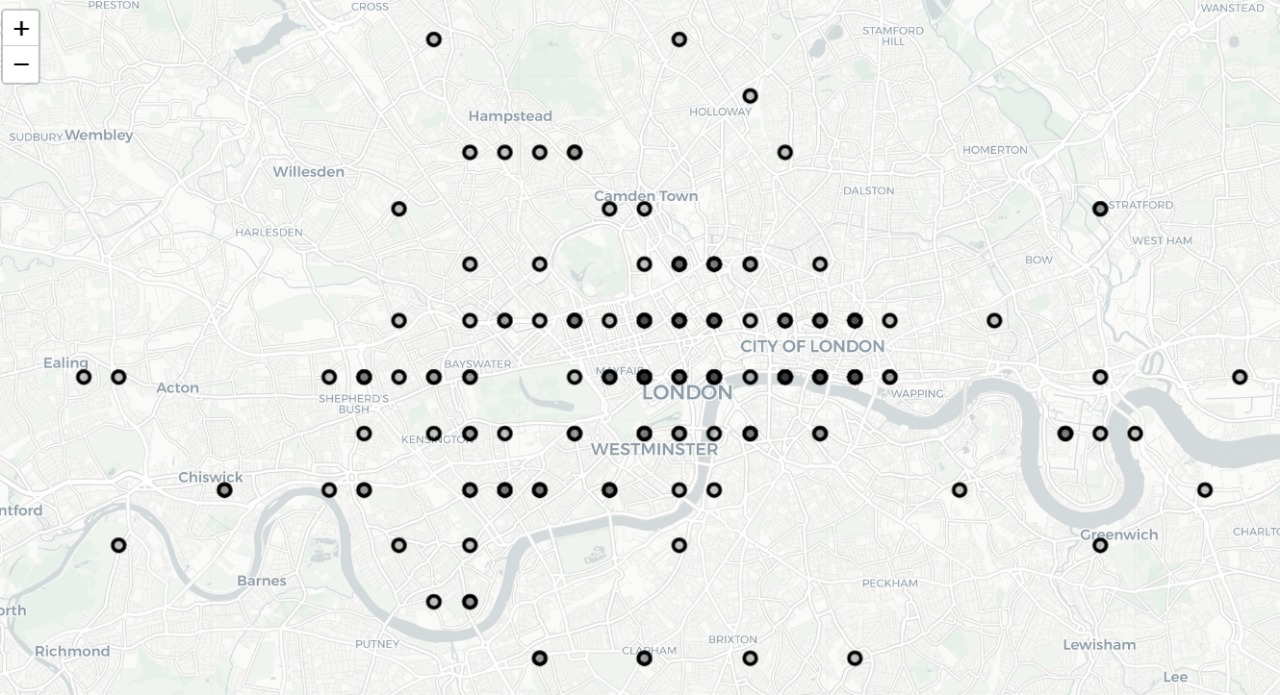 +
−
PRESTON
CROSS
WANSTEAD
STAMFORD
HILL
Hampstead
HOLLOWAY
SUDBURY
Wembley
HOMERTON
Willesden
DALSTON
Camden Town
STRATFORD
HARLESDEN
WEST HAM
BOW
CITY OF LONDON
Ealing
BAYSWATER
MAYFAIR
Acton
LONDON
WAPPING
SHEPHERD'S
BUSH
KENSINGTON
WESTMINSTER
Chiswick
ntford
Greenwich
CHARLTO
Barnes
PECKHAM
orth
PUTNEY
BRIXTON
Lewisham
Richmond
CLAPHAM
Lee